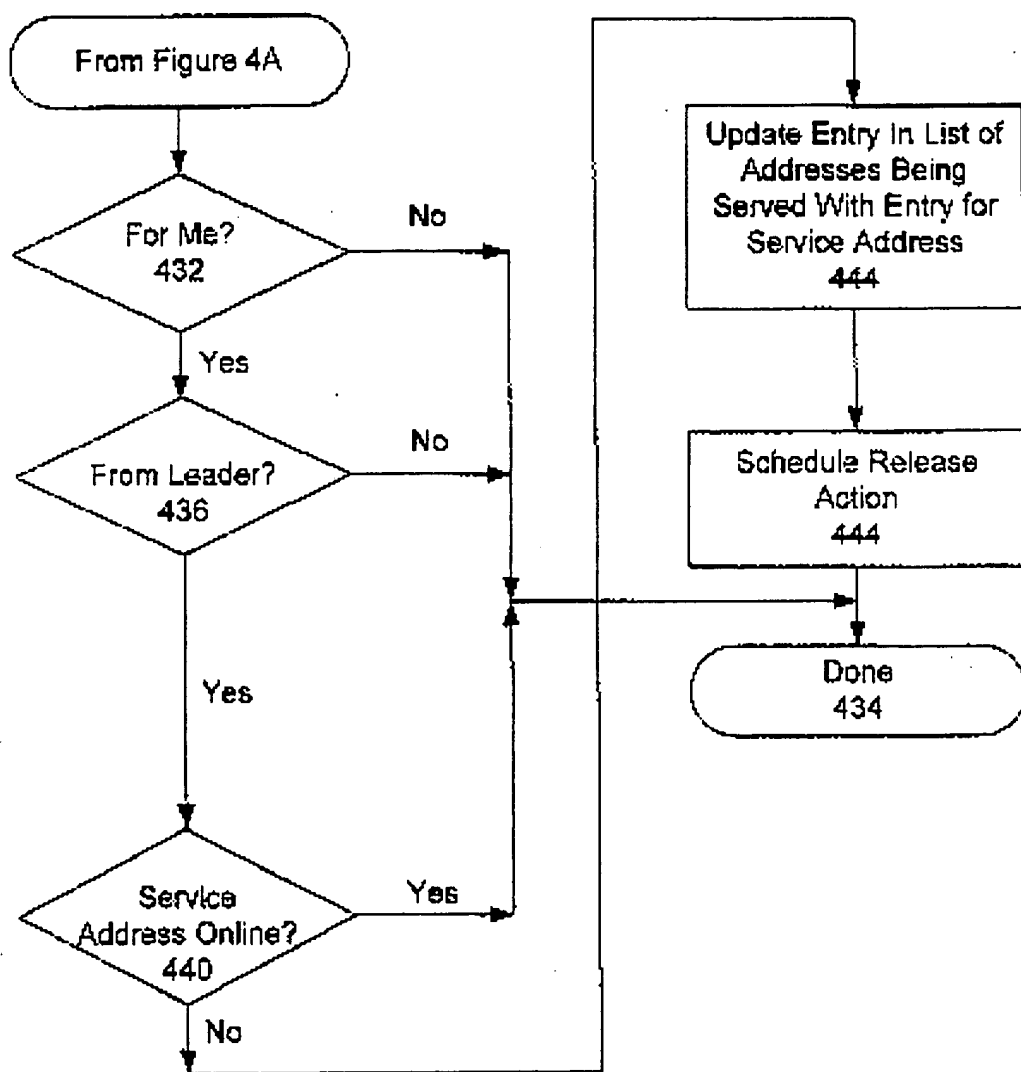 From Figure 4A
For Me?
432
No
Yes
From Leader?
436
No
Yes
Service
Address Online?
440
Yes
No
Update Entry In List of
Addresses Being
Served With Entry for
Service Address
444
Schedule Release
Action
444
Done
434